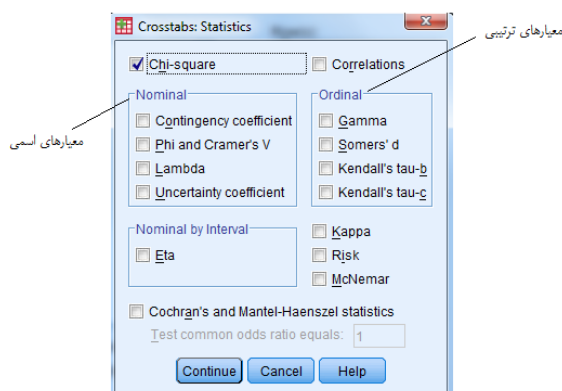 Crosstabs: Statistics
معیارهای ترتیبی
Chi-square
Correlations
Nominal
Ordinal
معیارهای اسمی
Contingency coefficient
Gamma
Phi and Cramer's V
Somers' d
Lambda
Kendall's tau-b
Uncertainty coefficient
Kendall's tau-c
Nominal by Interval
Kappa
Eta
Risk
McNemar
Cochran's and Mantel-Haenszel statistics
Test common odds ratio equals: 1
Continue Cancel Help